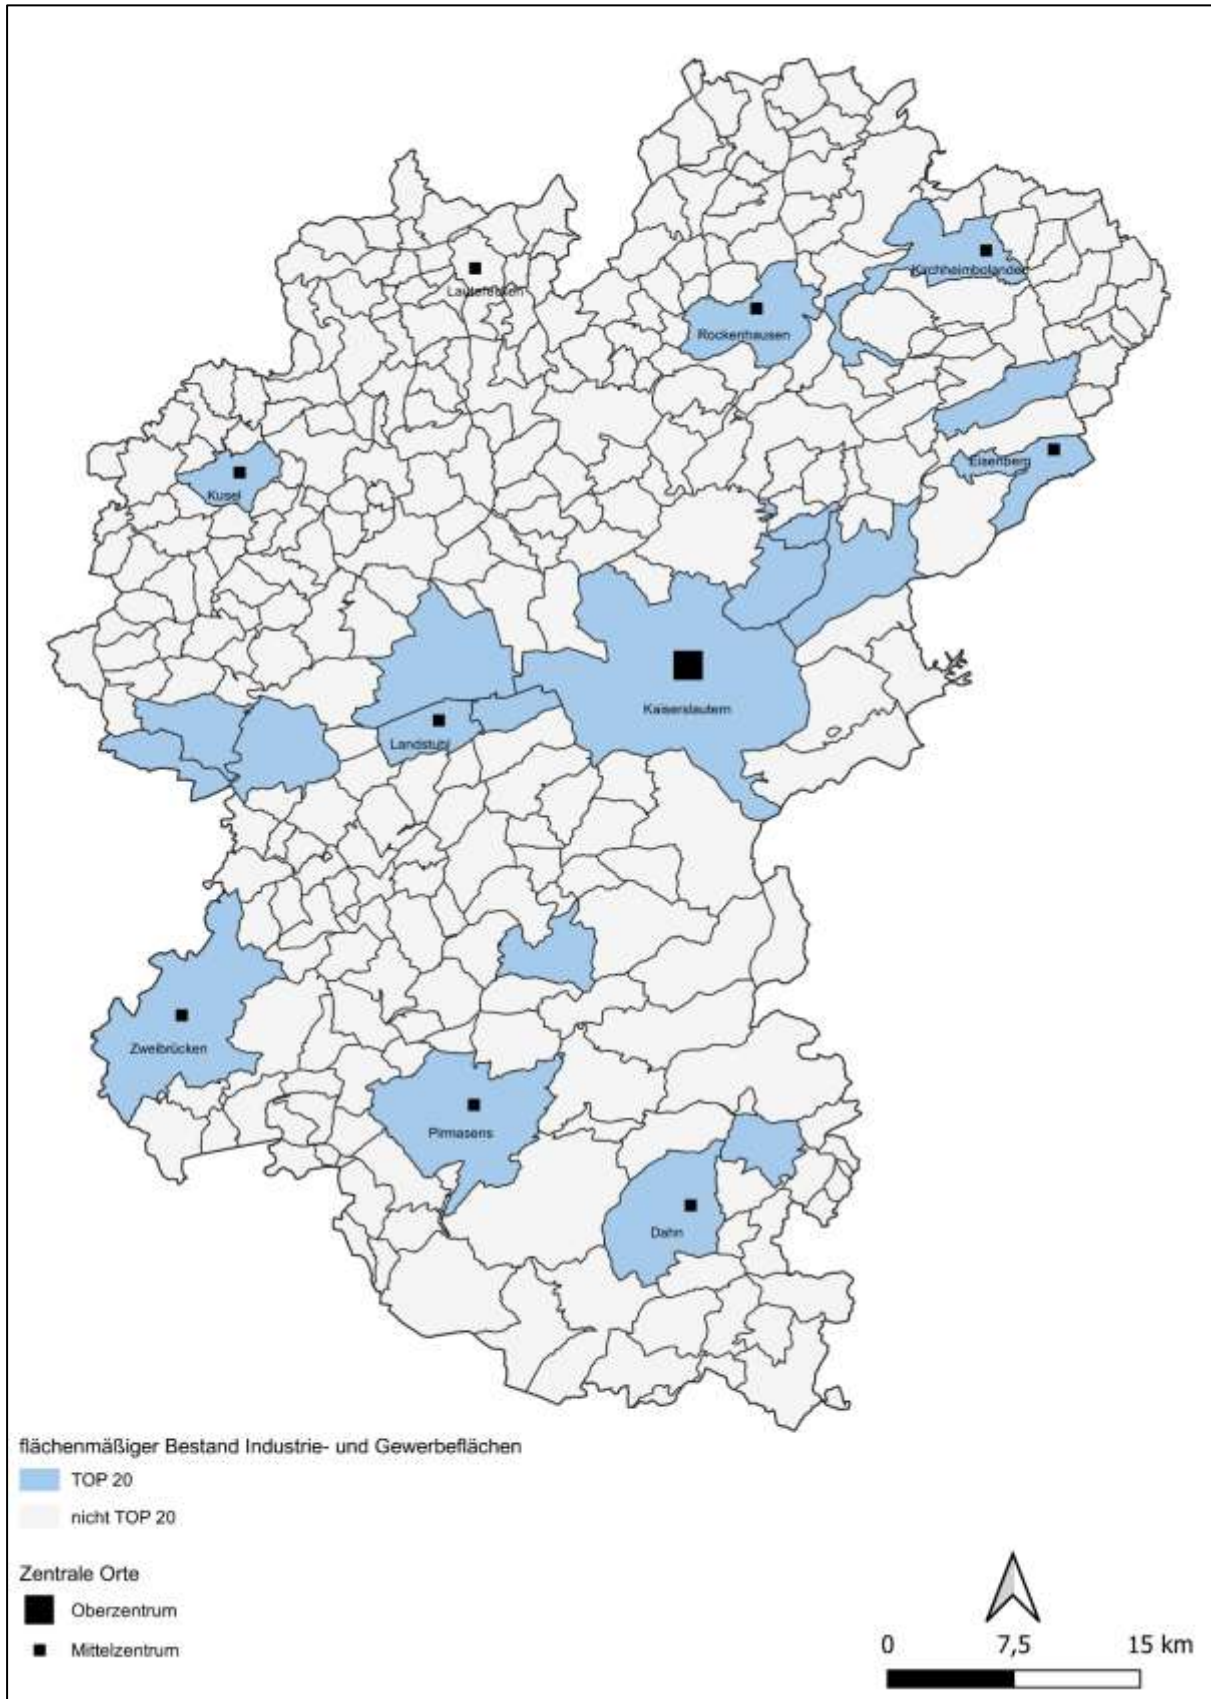 Lauterecken
Kirchheimbolanden
Rockenhausen
Eisenberg
Kusel
Kaiserslautern
Landstuhl
Zweibrücken
Pirmasens
Dahn
flächenmäßiger Bestand Industrie- und Gewerbeflächen
TOP 20
nicht TOP 20
Zentrale Orte
Oberzentrum
Mittelzentrum
0 7,5 15 km